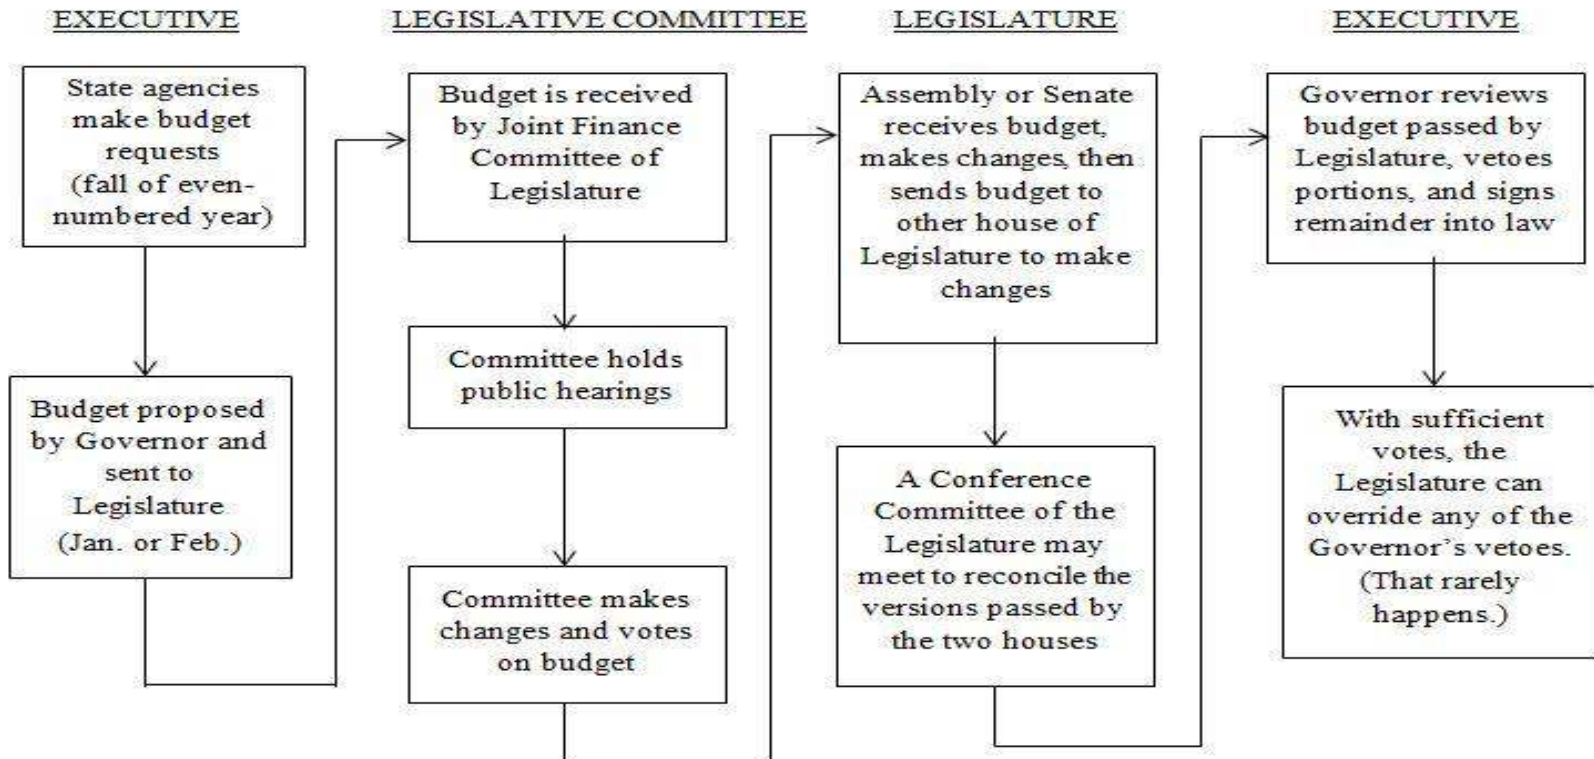 EXECUTIVE
State agencies
make budget
requests
(fall of even-
numbered year)
Budget proposed
by Governor and
sent to
Legislature
(Jan. or Feb.)
LEGISLATIVE COMMITTEE
Budget is received
by Joint Finance
Committee of
Legislature
Committee holds
public hearings
Committee makes
changes and votes
on budget
LEGISLATURE
Assembly or Senate
receives budget,
makes changes, then
sends budget to
other house of
Legislature to make
changes
A Conference
Committee of the
Legislature may
meet to reconcile the
versions passed by
the two houses
EXECUTIVE
Governor reviews
budget passed by
Legislature, vetoes
portions, and signs
remainder into law
With sufficient
votes, the
Legislature can
override any of the
Governor's vetoes.
(That rarely
happens.)